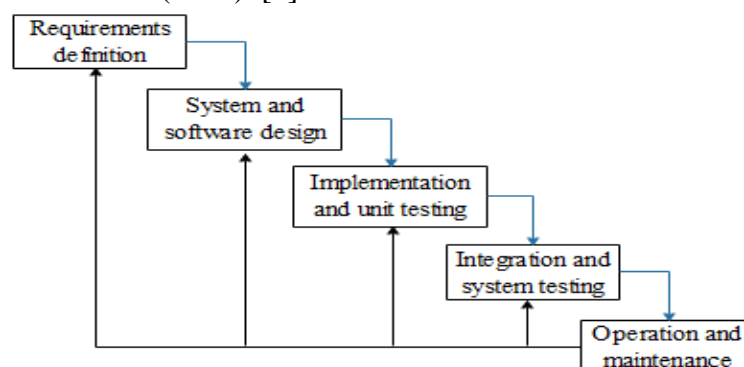 Requirements
definition
System and
software design
Implementation
and unit testing
Integration and
system testing
Operation and
maintenance